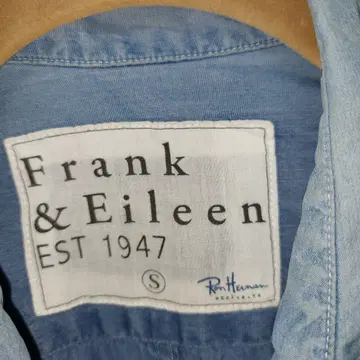 Frank
& Eileen
EST 1947
S
Ron Herman